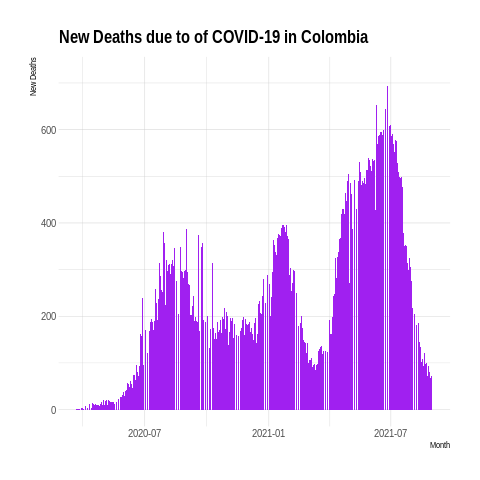 New Deaths due to of COVID-19 in Colombia
New Deaths
600
400
200
0
2020-07
2021-01
2021-07
Month